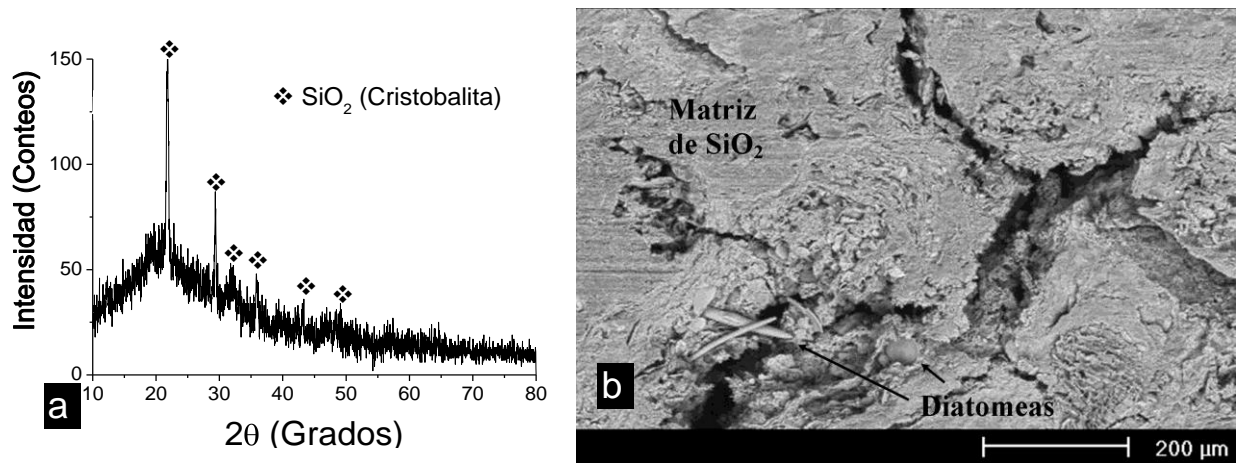 150
100
50
0
Intensidad (Conteos)
❖ SiO₂ (Cristobalita)
10 20 30 40 50 60 70 80
2θ (Grados)
a
Matriz
de SiO₂
Diatomeas
b
200 µm